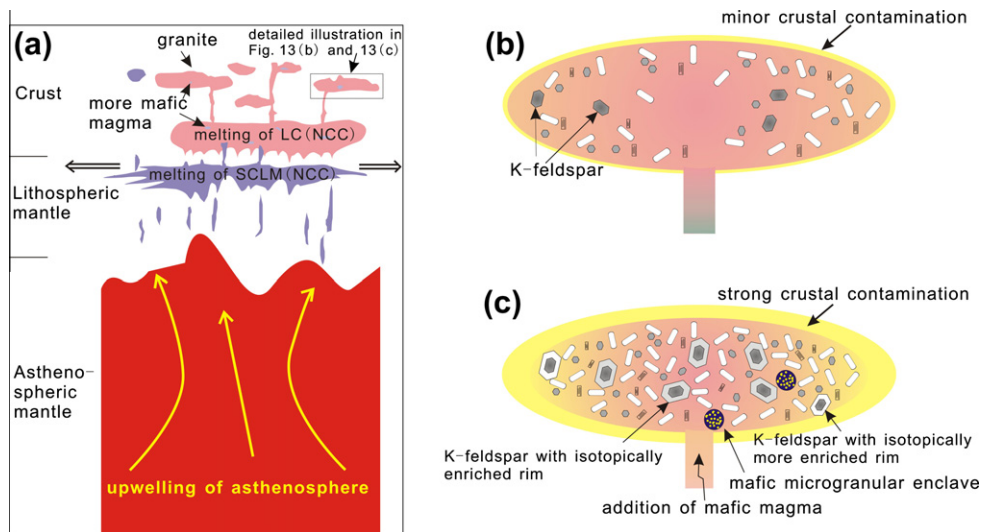 (a)
granite
detailed illustration in
Fig. 13(b) and 13(c)
Crust
more mafic
magma
melting of LC(NCC)
melting of SCLM(NCC)
Lithospheric
mantle
Astheno-
spheric
mantle
upwelling of asthenosphere
(b)
minor crustal contamination
K-feldspar
(c)
strong crustal contamination
K-feldspar with isotopically
enriched rim
K-feldspar with isotopically
more enriched rim
mafic microgranular enclave
addition of mafic magma